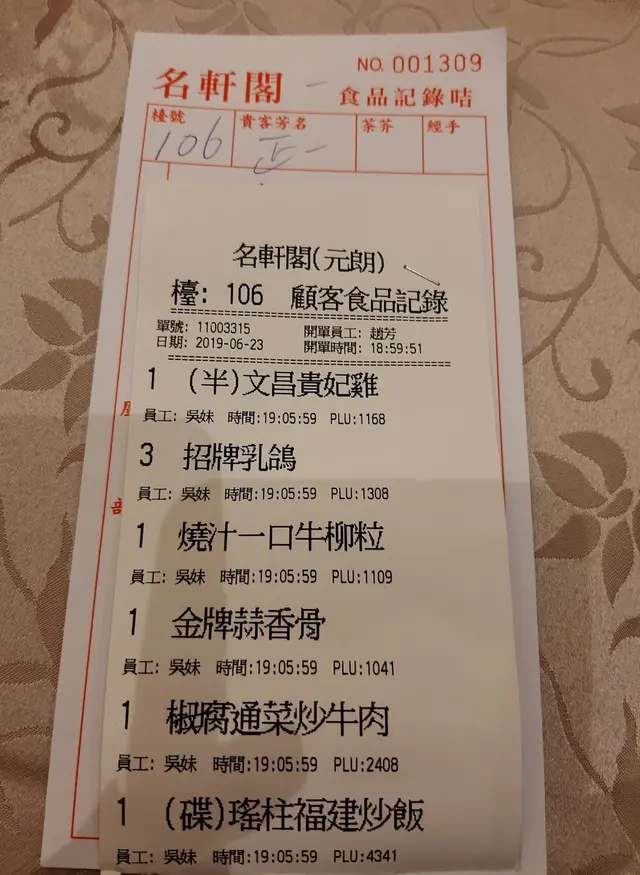 NO. 001309
名軒閣
食品記錄咭
檯號 貴客芳名 茶芥 經手
106
名軒閣(元朗)
檯: 106 顧客食品記錄
單號: 11003315 開單員工: 趙芳
日期: 2019-06-23 開單時間: 18:59:51
1 (半)文昌貴妃雞
員工: 吳妹 時間:19:05:59 PLU:1168
3 招牌乳鴿
員工: 吳妹 時間:19:05:59 PLU:1308
1 燒汁一口牛柳粒
員工: 吳妹 時間:19:05:59 PLU:1109
1 金牌蒜香骨
員工: 吳妹 時間:19:05:59 PLU:1041
1 椒腐通菜炒牛肉
員工: 吳妹 時間:19:05:59 PLU:2408
1 (碟)瑤柱福建炒飯
員工: 吳妹 時間:19:05:59 PLU:4341